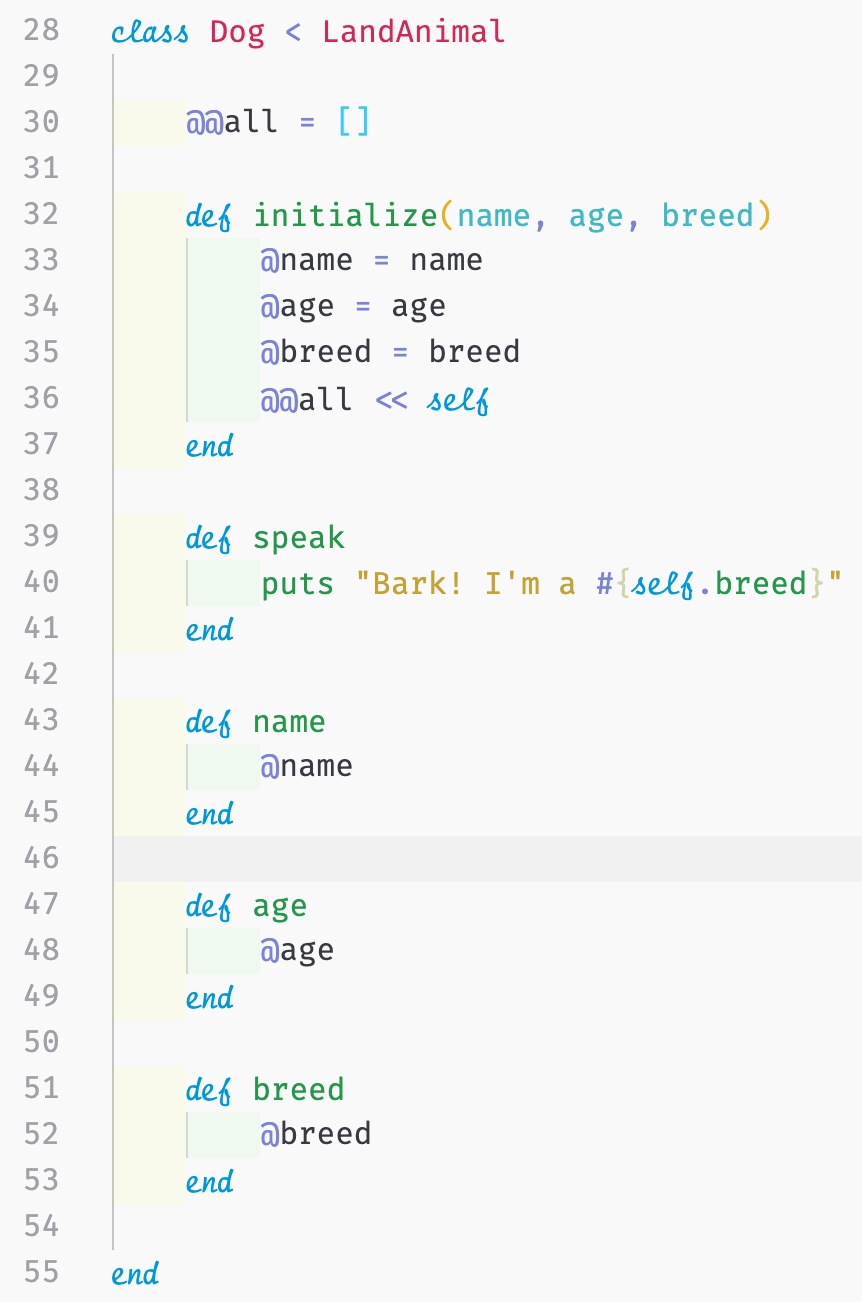 28 class Dog < LandAnimal
29
30     @@all = []
31
32     def initialize(name, age, breed)
33         @name = name
34         @age = age
35         @breed = breed
36         @@all << self
37     end
38
39     def speak
40         puts "Bark! I'm a #{self.breed}"
41     end
42
43     def name
44         @name
45     end
46
47     def age
48         @age
49     end
50
51     def breed
52         @breed
53     end
54
55 end